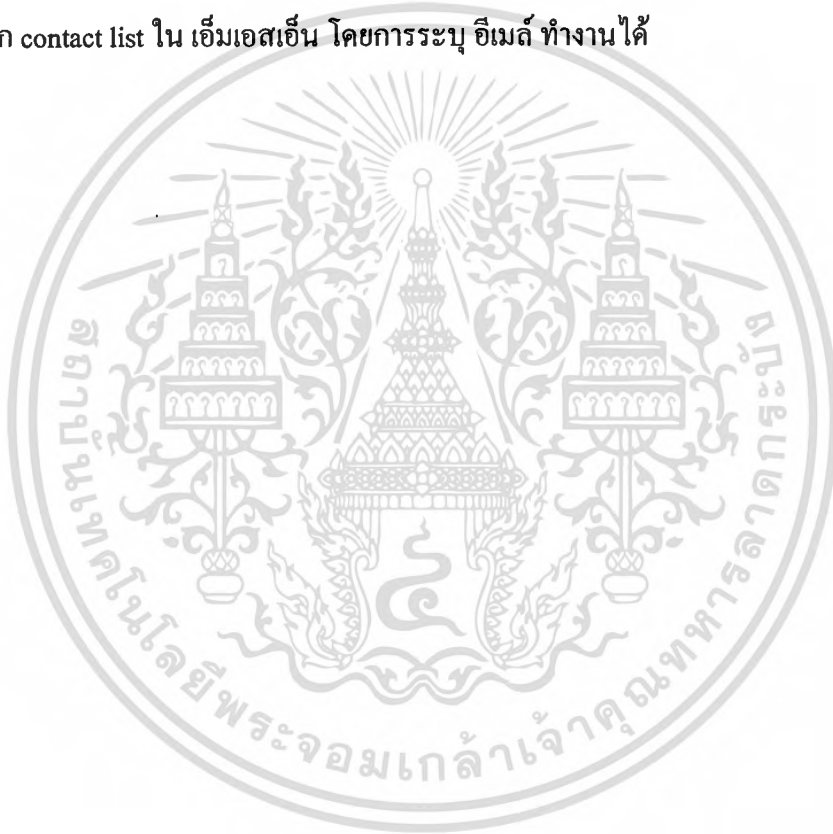 ก contact list ใน เอ็มเอสเอ็น โดยการระบุ อีเมล์ ทำงานได้
สถาบันเทคโนโลยีพระจอมเกล้าเจ้าคุณทหารลาดกระบัง